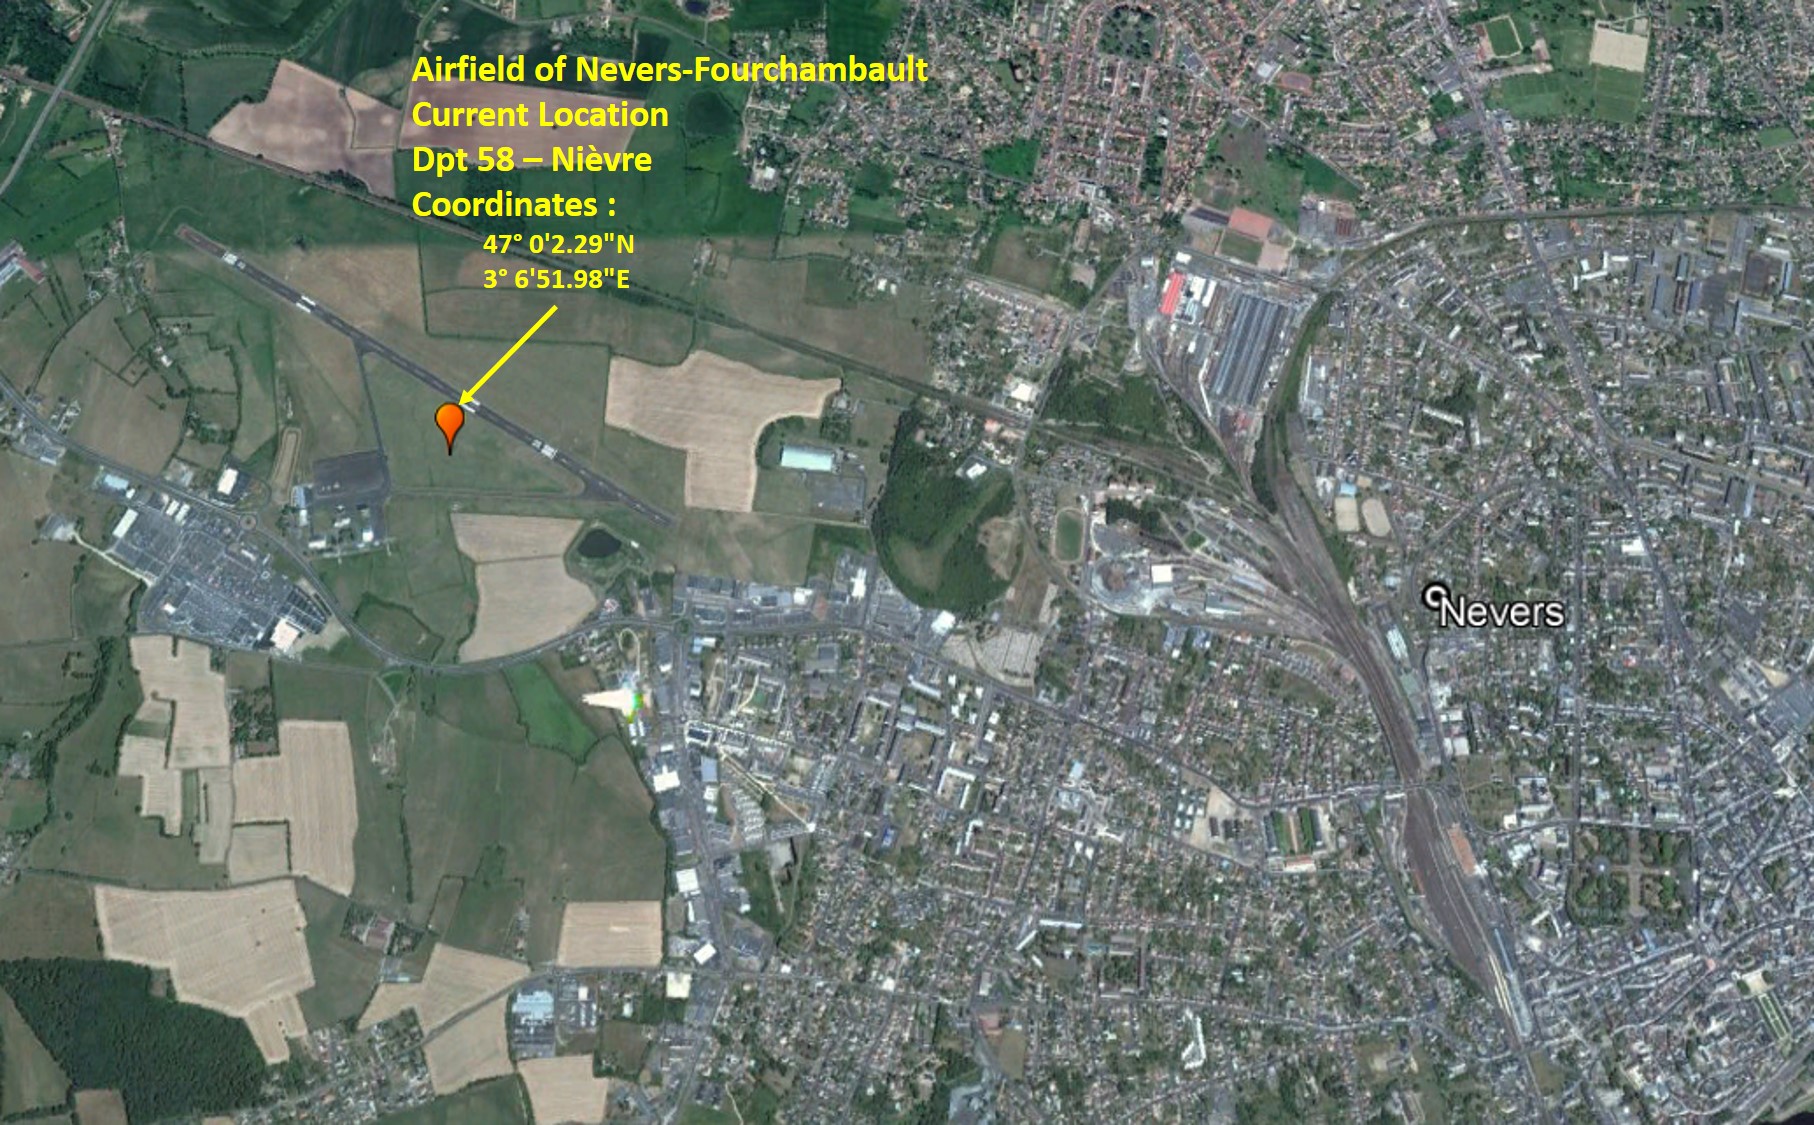 Airfield of Nevers-Fourchambault
Current Location
Dpt 58 – Nièvre
Coordinates :
47° 0'2.29"N
3° 6'51.98"E
Nevers